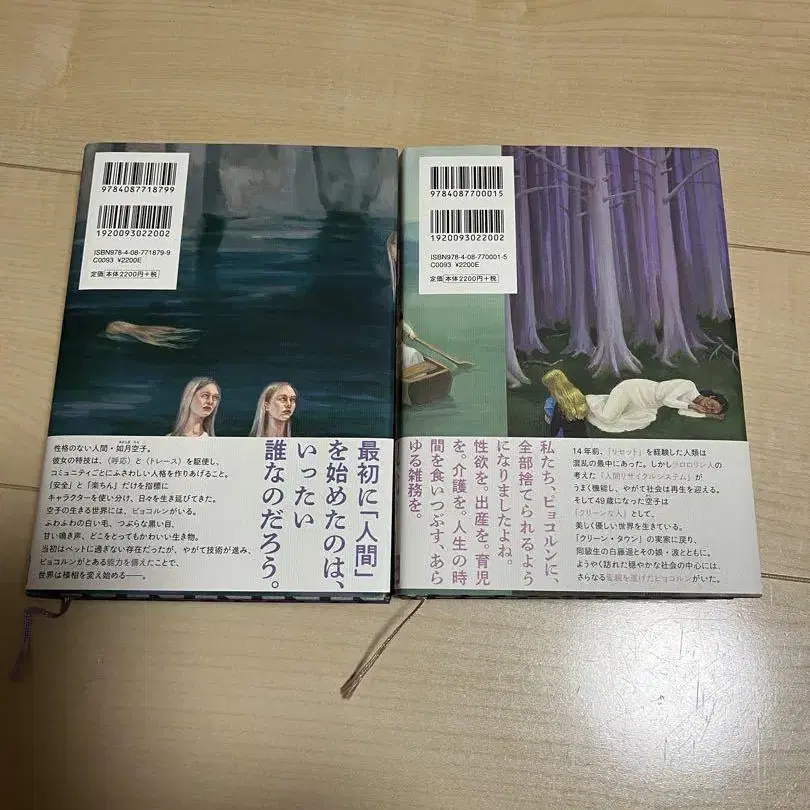 9784087718799
1920093022002
ISBN978-4-08-771879-9
C0093 ¥2200E
定価 本体2200円+税
最初に「人間」
を始めたのは、
いったい
誰なのだろう。
性格のない人間・如月空子。
きさらぎ そらこ
彼女の特技は、〈呼応〉と〈トレース〉を駆使し、
コミュニティごとにふさわしい人格を作りあげること。
「安全」と「楽ちん」だけを指標に
キャラクターを使い分け、日々を生き延びてきた。
空子の生きる世界には、ピョコルンがいる。
ふわふわの白い毛、つぶらな黒い目、
甘い鳴き声、どこをとってもかわいい生き物。
当初はペットに過ぎない存在だったが、やがて技術が進み、
ピョコルンがとある能力を備えたことで、
世界は様相を変え始める――。
9784087700015
1920093022002
ISBN978-4-08-770001-5
C0093 ¥2200E
定価 本体2200円+税
私たち、ピョコルンに、
全部捨てられるよう
になりましたよね。
性欲を。出産を。育児
を。介護を。人生の時
間を食いつぶす、あら
ゆる雑務を。
14年前、「リセット」を経験した人類は
混乱の最中にあった。しかしラロロリン人の
考えた「人間リサイクルシステム」が
うまく機能し、やがて社会は再生を迎える。
そして49歳になった空子は
「クリーンな人」として、
美しく優しい世界を生きている。
「クリーン・タウン」の実家に戻り、
同級生の白藤遥とその娘・波とともに。
ようやく訪れた穏やかな社会の中心には、
さらなる変貌を遂げたピョコルンがいた。